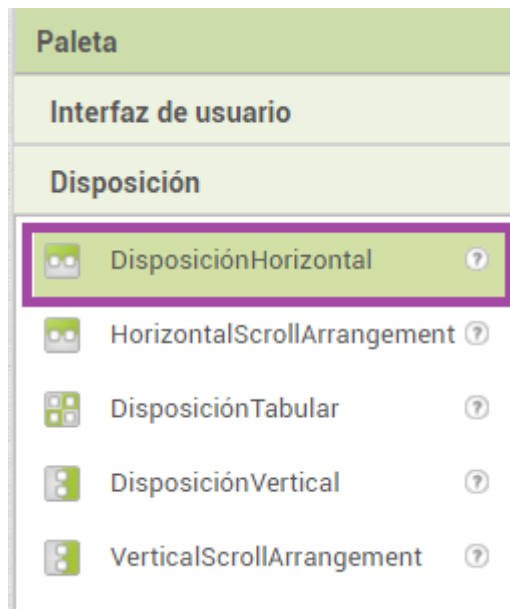 Paleta
Interfaz de usuario
Disposición
DisposiciónHorizontal ?
HorizontalScrollArrangement ?
DisposiciónTabular ?
DisposiciónVertical ?
VerticalScrollArrangement ?